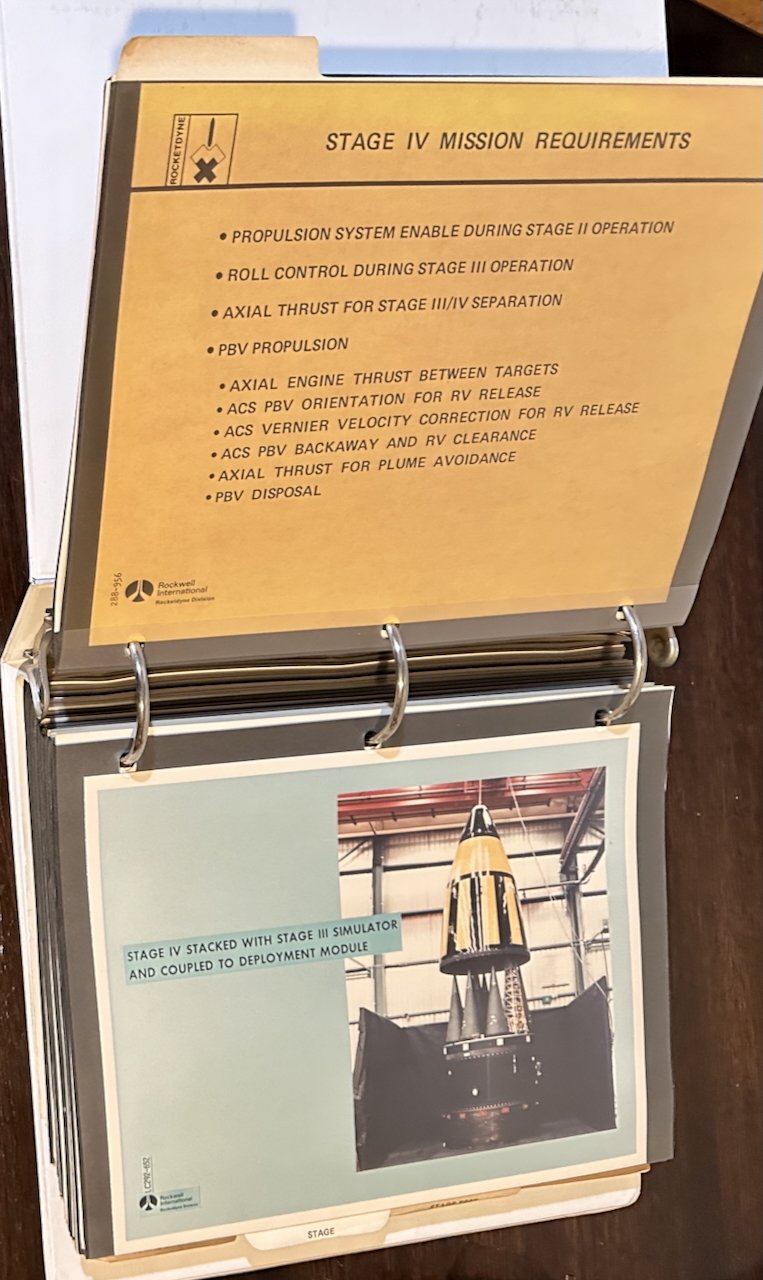 ROCKETDYNE
STAGE IV MISSION REQUIREMENTS
• PROPULSION SYSTEM ENABLE DURING STAGE II OPERATION
• ROLL CONTROL DURING STAGE III OPERATION
• AXIAL THRUST FOR STAGE III/IV SEPARATION
• PBV PROPULSION
• AXIAL ENGINE THRUST BETWEEN TARGETS
• ACS PBV ORIENTATION FOR RV RELEASE
• ACS VERNIER VELOCITY CORRECTION FOR RV RELEASE
• ACS PBV BACKAWAY AND RV CLEARANCE
• AXIAL THRUST FOR PLUME AVOIDANCE
• PBV DISPOSAL
288-956
Rockwell
International
Rocketdyne Division
STAGE IV STACKED WITH STAGE III SIMULATOR
AND COUPLED TO DEPLOYMENT MODULE
LC292-652
Rockwell
International
Rocketdyne Division
STAGE